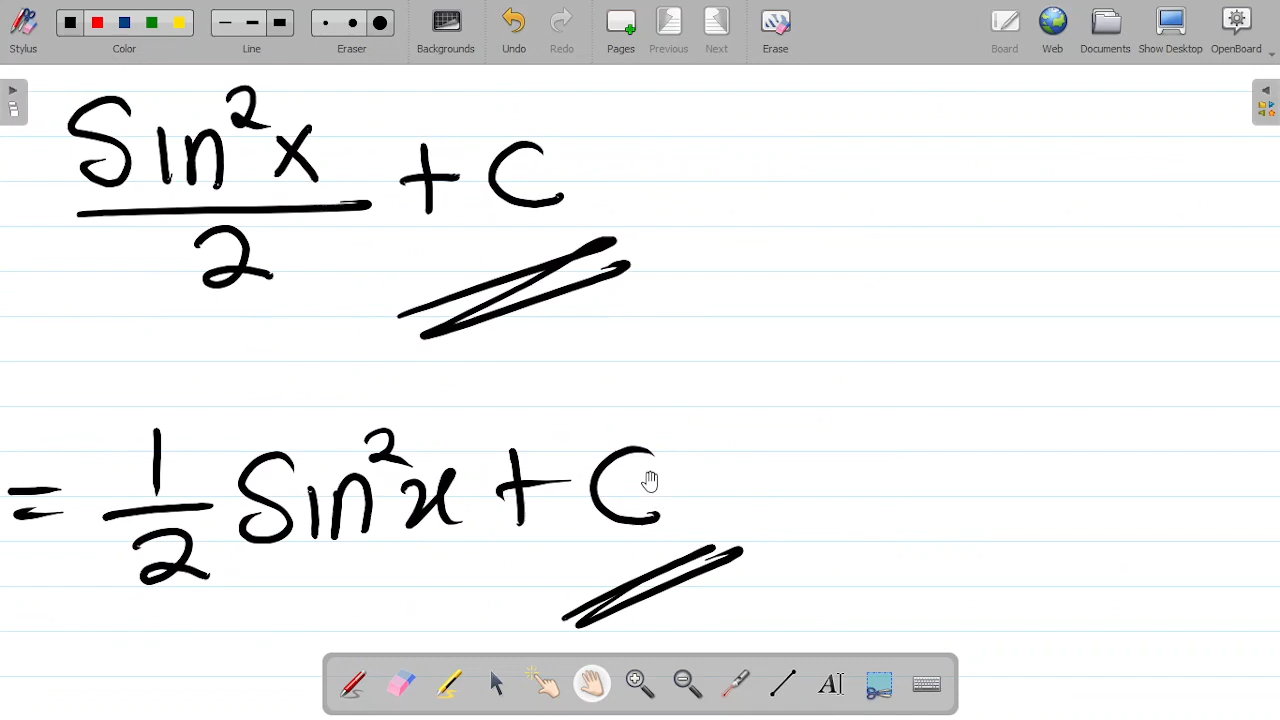 Stylus Color Line Eraser Backgrounds Undo Redo Pages Previous Next Erase Board Web Documents Show Desktop OpenBoard
Sin²x
/2 + C
= 1/2 Sin²x + C
AI